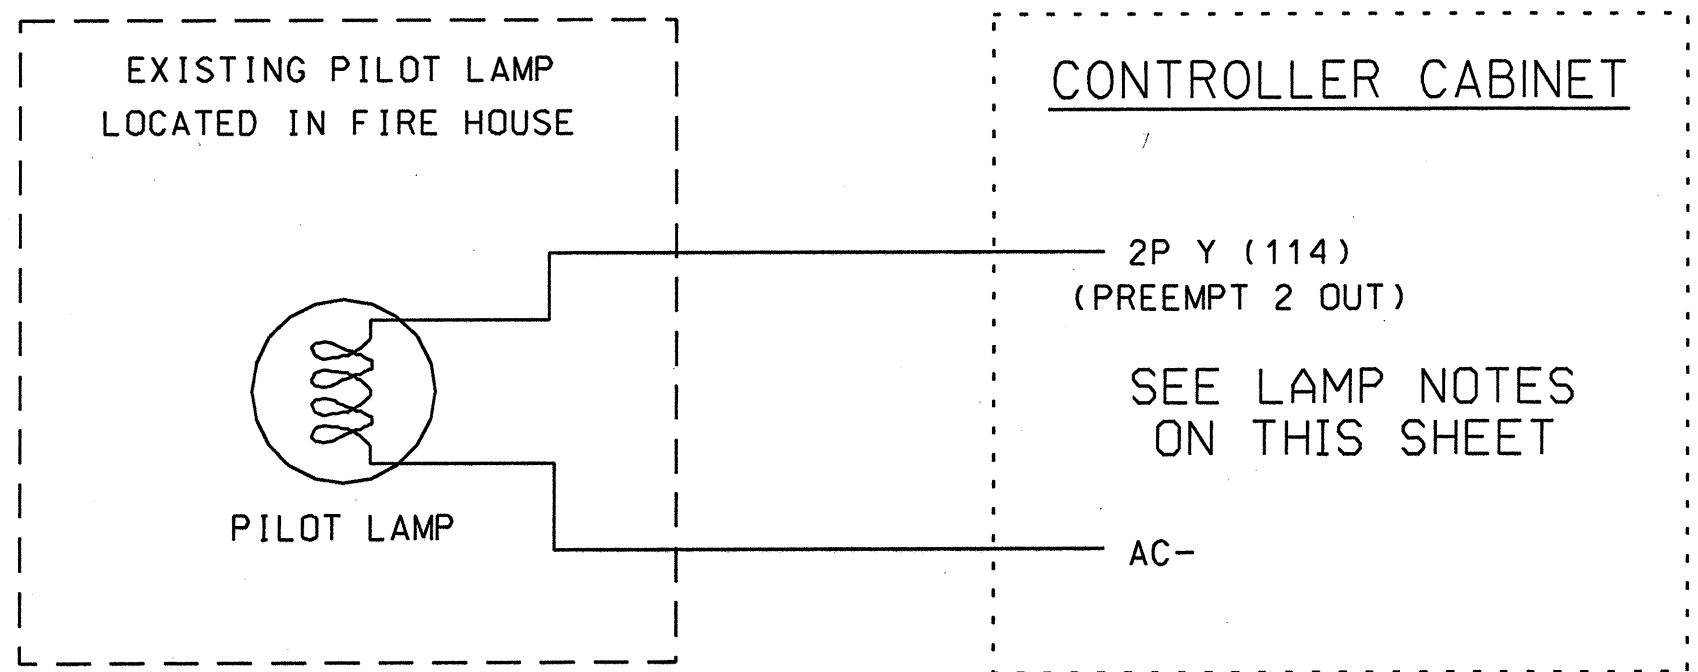 EXISTING PILOT LAMP
LOCATED IN FIRE HOUSE
PILOT LAMP
CONTROLLER CABINET
2P Y (114)
(PREEMPT 2 OUT)
SEE LAMP NOTES
ON THIS SHEET
AC-